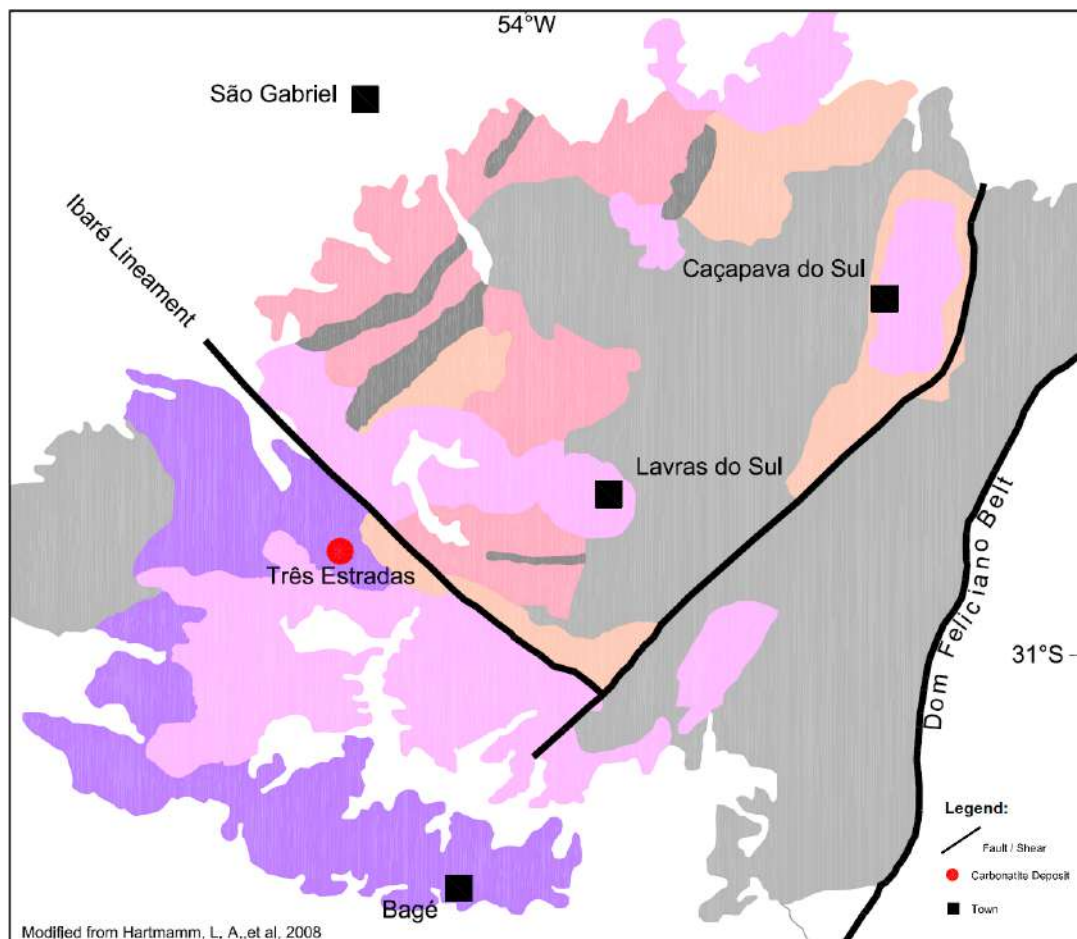 54°W
São Gabriel
Ibaré Lineament
Caçapava do Sul
Lavras do Sul
Três Estradas
31°S
Dom Feliciano Belt
Legend:
Fault / Shear
Carbonatite Deposit
Town
Bagé
Modified from Hartmamm, L, A,,et al, 2008